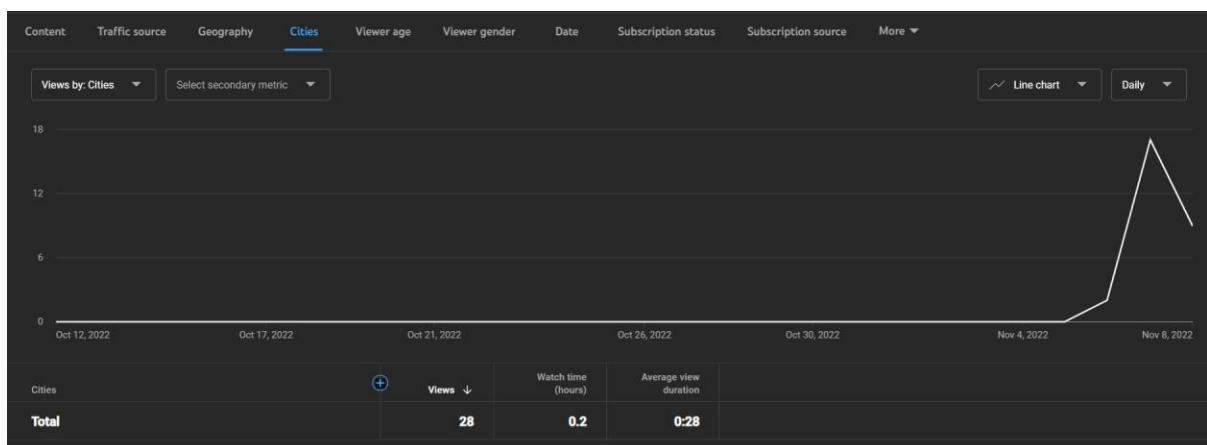 Content Traffic source Geography Cities Viewer age Viewer gender Date Subscription status Subscription source More
Views by: Cities Select secondary metric Line chart Daily
18
12
6
0
Oct 12, 2022 Oct 17, 2022 Oct 21, 2022 Oct 26, 2022 Oct 30, 2022 Nov 4, 2022 Nov 8, 2022
Cities Views Watch time (hours) Average view duration
Total 28 0.2 0:28